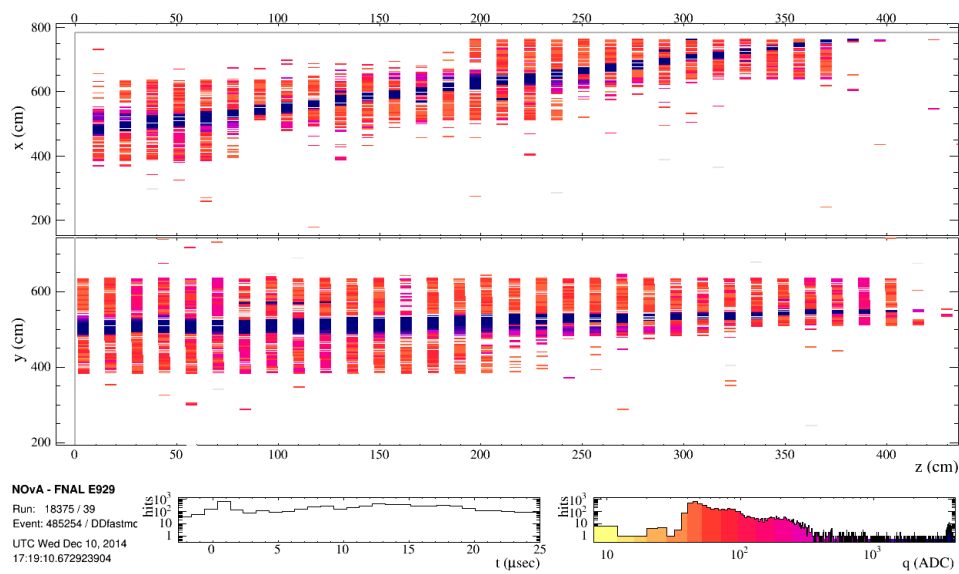 0 50 100 150 200 250 300 350 400
800
600
400
200
x (cm)
600
400
200
y (cm)
0 50 100 150 200 250 300 350 400
z (cm)
NOvA - FNAL E929
Run: 18375 / 39
Event: 485254 / DDfastmo
UTC Wed Dec 10, 2014
17:19:10.672923904
hits
10³
10²
10
1
0 5 10 15 20 25
t (μsec)
hits
10³
10²
10
1
10 10² 10³
q (ADC)